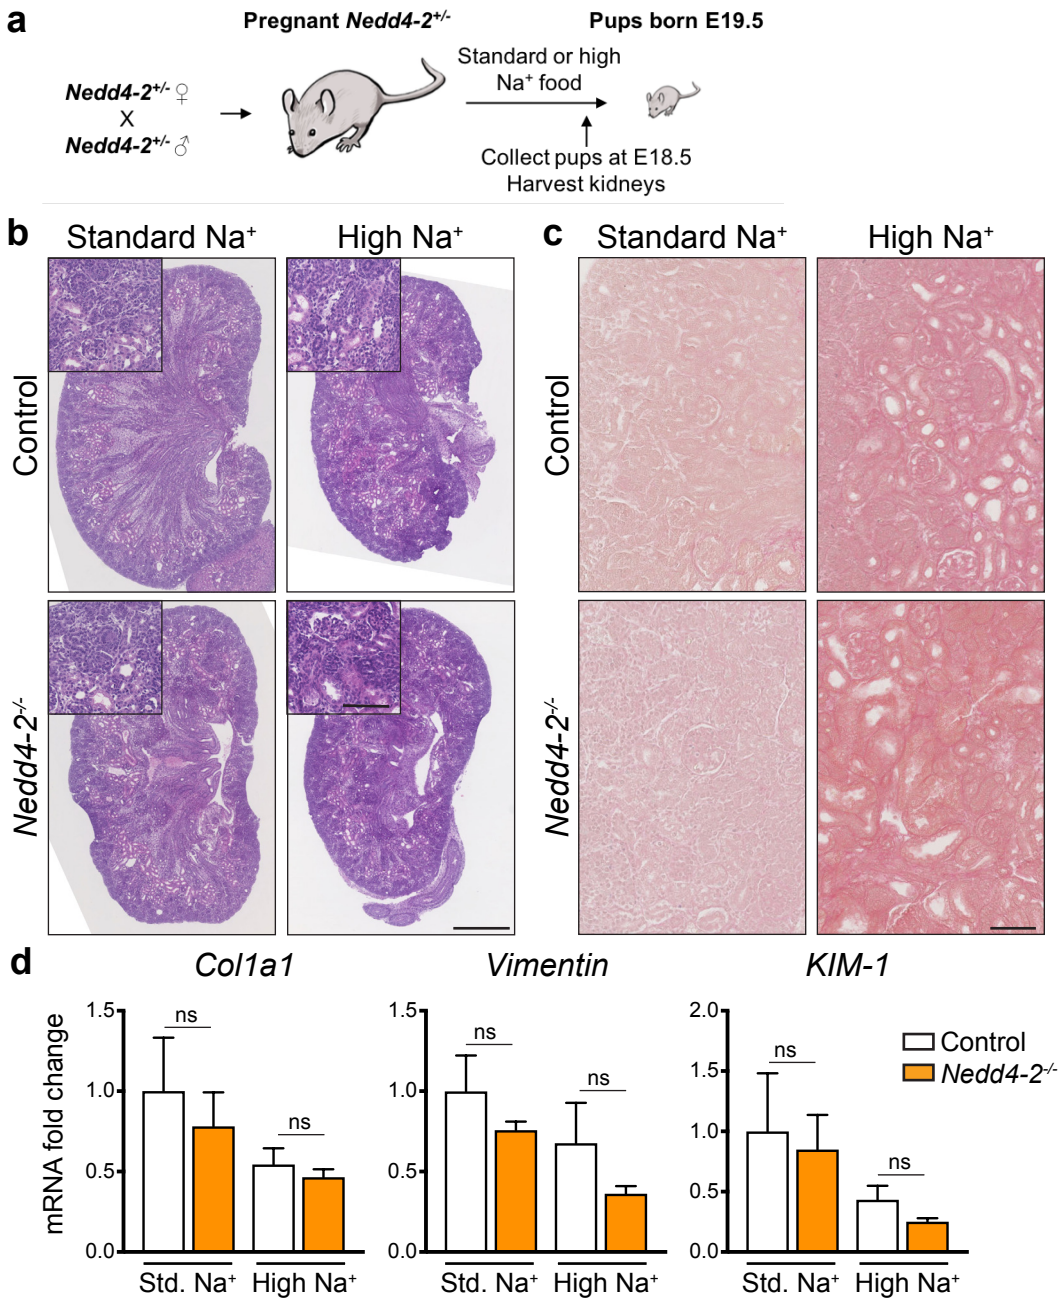 a
Pregnant Nedd4-2+/-
Pups born E19.5
Nedd4-2+/- ♀
X
Nedd4-2+/- ♂
Standard or high
Na+ food
Collect pups at E18.5
Harvest kidneys
b
Standard Na+
High Na+
Control
Nedd4-2-/-
c
Standard Na+
High Na+
Control
Nedd4-2-/-
d
Col1a1
Vimentin
KIM-1
mRNA fold change
1.5
1.0
0.5
0.0
ns
ns
Std. Na+
High Na+
1.5
1.0
0.5
0.0
ns
ns
Std. Na+
High Na+
2.0
1.5
1.0
0.5
0.0
ns
ns
Std. Na+
High Na+
Control
Nedd4-2-/-